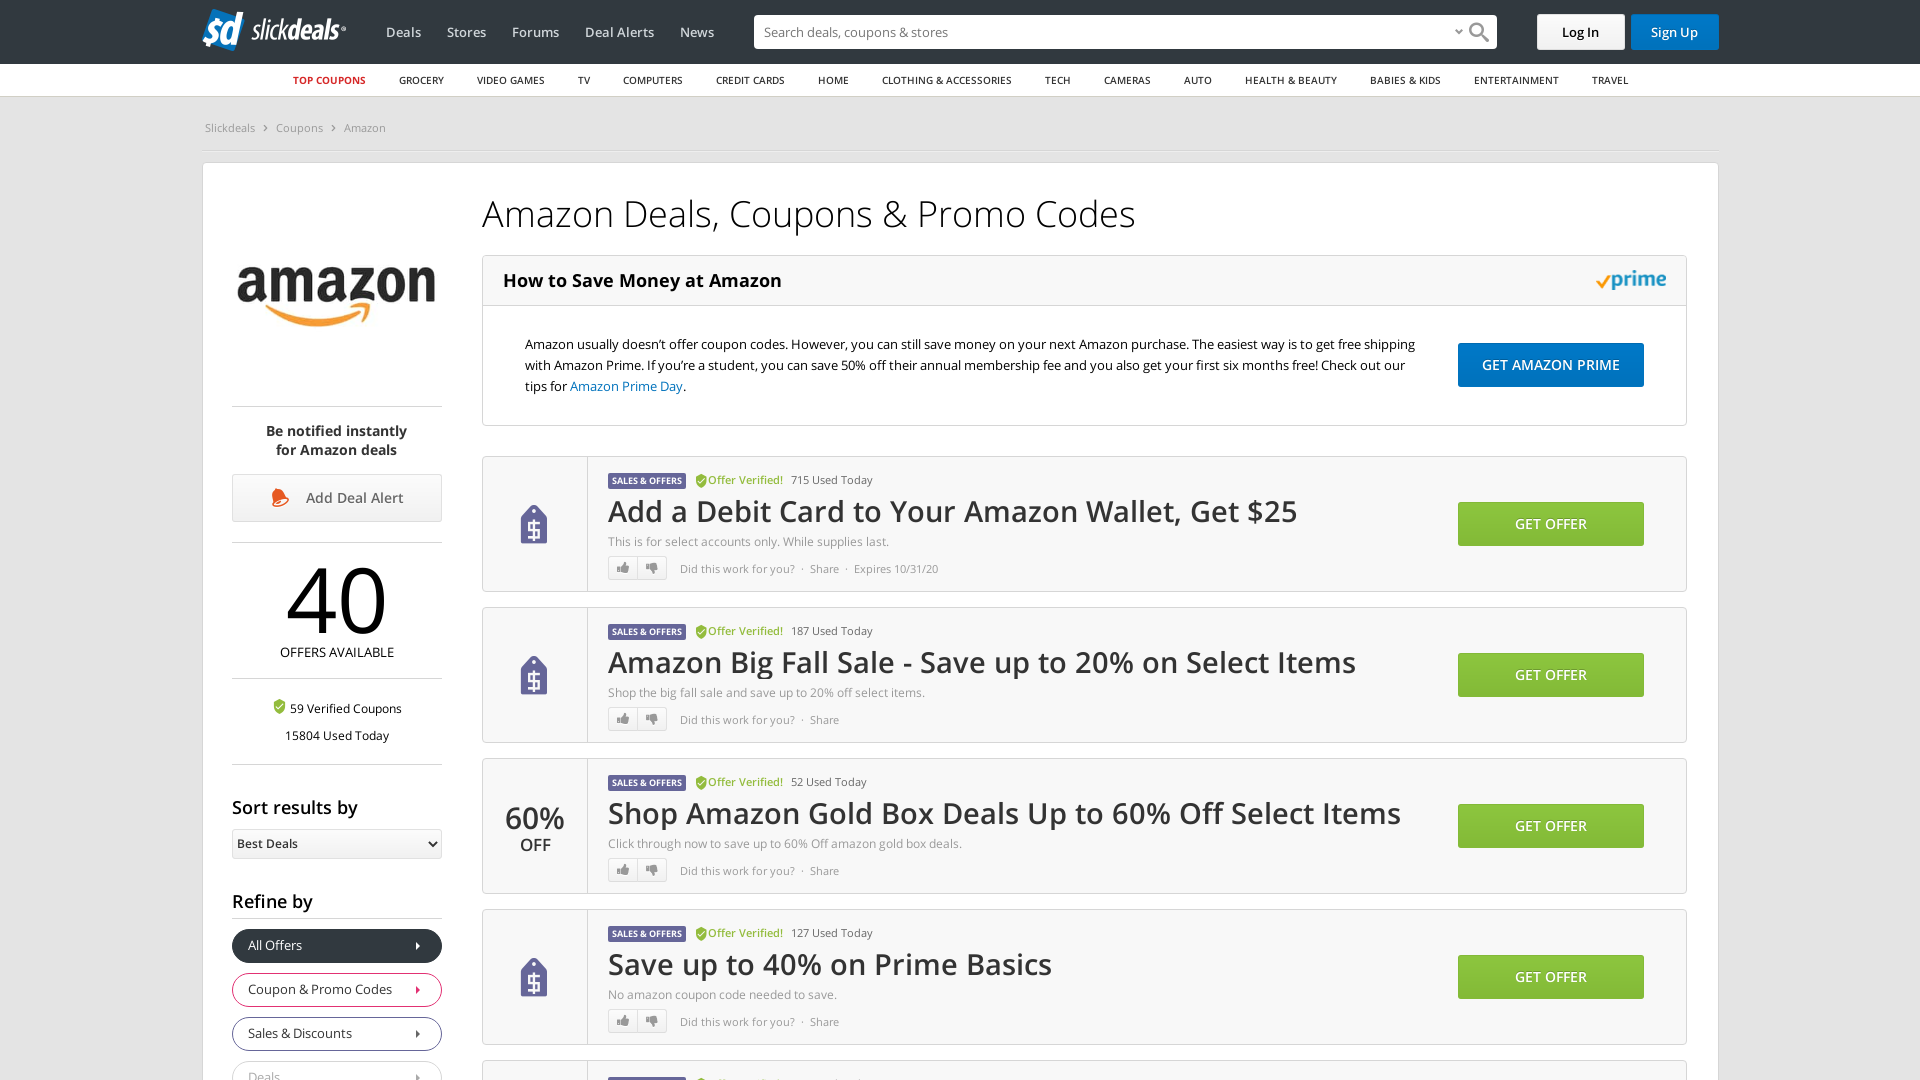 slickdeals
Deals
Stores
Forums
Deal Alerts
News
Search deals, coupons & stores
Log In
Sign Up
TOP COUPONS
GROCERY
VIDEO GAMES
TV
COMPUTERS
CREDIT CARDS
HOME
CLOTHING & ACCESSORIES
TECH
CAMERAS
AUTO
HEALTH & BEAUTY
BABIES & KIDS
ENTERTAINMENT
TRAVEL
Slickdeals
Coupons
Amazon
amazon
Be notified instantly
for Amazon deals
Add Deal Alert
40
OFFERS AVAILABLE
59 Verified Coupons
15804 Used Today
Sort results by
Best Deals
Refine by
All Offers
Coupon & Promo Codes
Sales & Discounts
Deals
Amazon Deals, Coupons & Promo Codes
How to Save Money at Amazon
prime
Amazon usually doesn’t offer coupon codes. However, you can still save money on your next Amazon purchase. The easiest way is to get free shipping
with Amazon Prime. If you’re a student, you can save 50% off their annual membership fee and you also get your first six months free! Check out our
tips for Amazon Prime Day.
GET AMAZON PRIME
SALES & OFFERS Offer Verified! 715 Used Today
Add a Debit Card to Your Amazon Wallet, Get $25
This is for select accounts only. While supplies last.
Did this work for you? · Share · Expires 10/31/20
GET OFFER
SALES & OFFERS Offer Verified! 187 Used Today
Amazon Big Fall Sale - Save up to 20% on Select Items
Shop the big fall sale and save up to 20% off select items.
Did this work for you? · Share
GET OFFER
60%
OFF
SALES & OFFERS Offer Verified! 52 Used Today
Shop Amazon Gold Box Deals Up to 60% Off Select Items
Click through now to save up to 60% Off amazon gold box deals.
Did this work for you? · Share
GET OFFER
SALES & OFFERS Offer Verified! 127 Used Today
Save up to 40% on Prime Basics
No amazon coupon code needed to save.
Did this work for you? · Share
GET OFFER